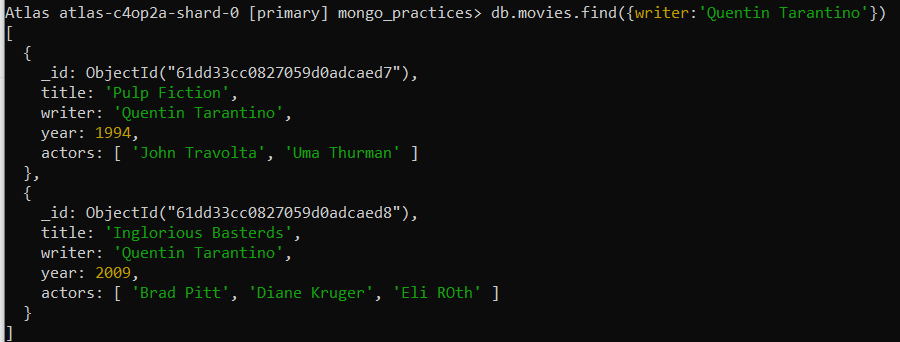 Atlas atlas-c4op2a-shard-0 [primary] mongo_practices> db.movies.find({writer:'Quentin Tarantino'})
[
  {
    _id: ObjectId("61dd33cc0827059d0adcaed7"),
    title: 'Pulp Fiction',
    writer: 'Quentin Tarantino',
    year: 1994,
    actors: [ 'John Travolta', 'Uma Thurman' ]
  },
  {
    _id: ObjectId("61dd33cc0827059d0adcaed8"),
    title: 'Inglorious Basterds',
    writer: 'Quentin Tarantino',
    year: 2009,
    actors: [ 'Brad Pitt', 'Diane Kruger', 'Eli ROth' ]
  }
]